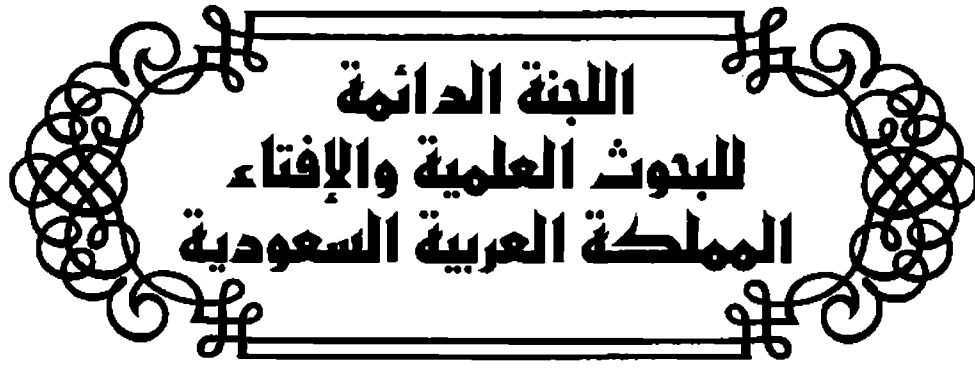 اللجنة الدائمة
للبحوث العلمية والإفتاء
المملكة العربية السعودية